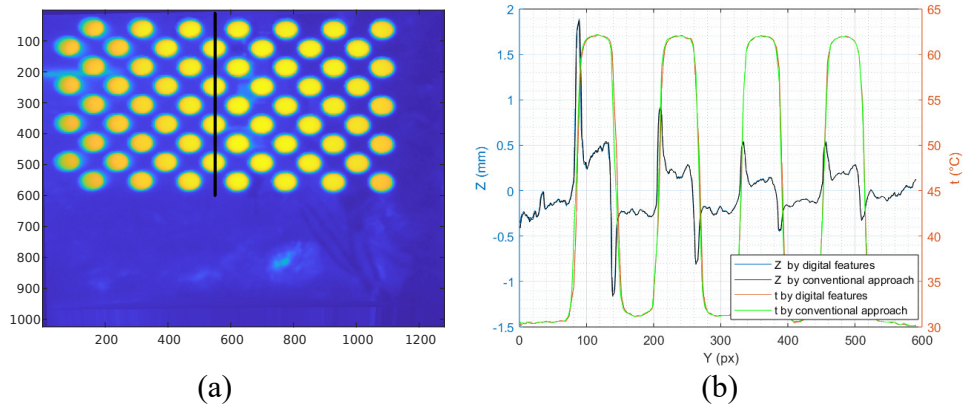 100
200
300
400
500
600
700
800
900
1000
200 400 600 800 1000 1200
(a)
2
1.5
1
0.5
0
-0.5
-1
-1.5
Z (mm)
65
60
55
50
45
40
35
30
t (°C)
Z by digital features
Z by conventional approach
t by digital features
t by conventional approach
0 100 200 300 400 500 600
Y (px)
(b)